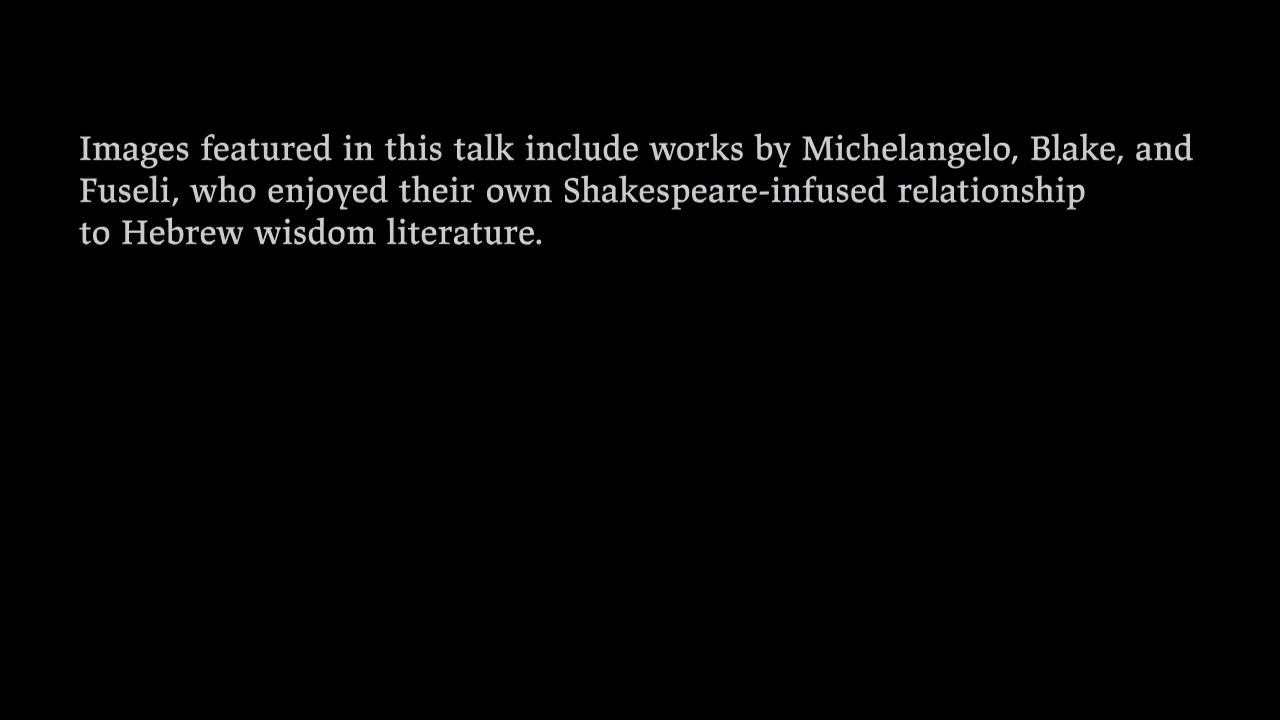 Images featured in this talk include works by Michelangelo, Blake, and
Fuseli, who enjoyed their own Shakespeare-infused relationship
to Hebrew wisdom literature.